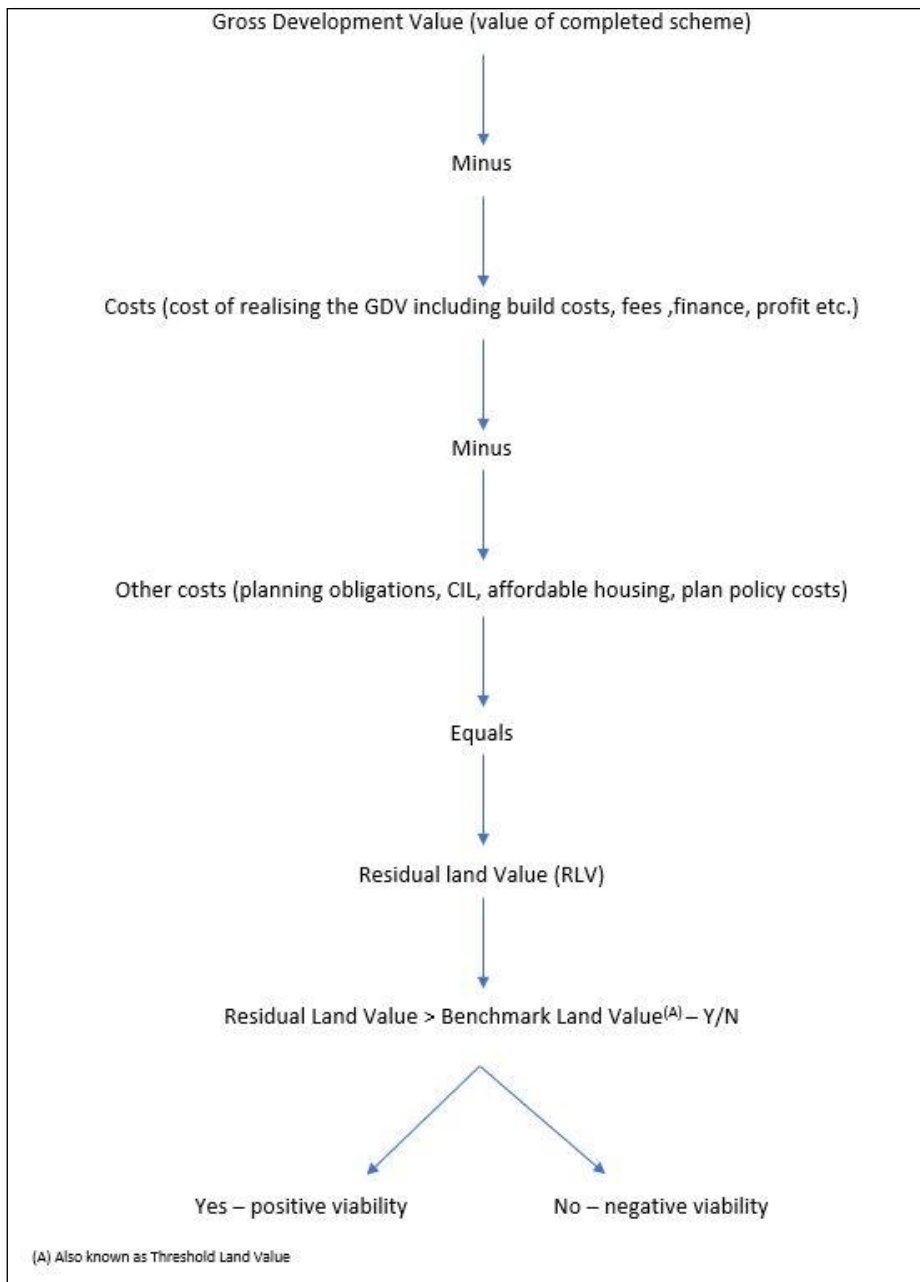 Gross Development Value (value of completed scheme)
Minus
Costs (cost of realising the GDV including build costs, fees ,finance, profit etc.)
Minus
Other costs (planning obligations, CIL, affordable housing, plan policy costs)
Equals
Residual land Value (RLV)
Residual Land Value > Benchmark Land Value(A) – Y/N
Yes – positive viability
No – negative viability
(A) Also known as Threshold Land Value